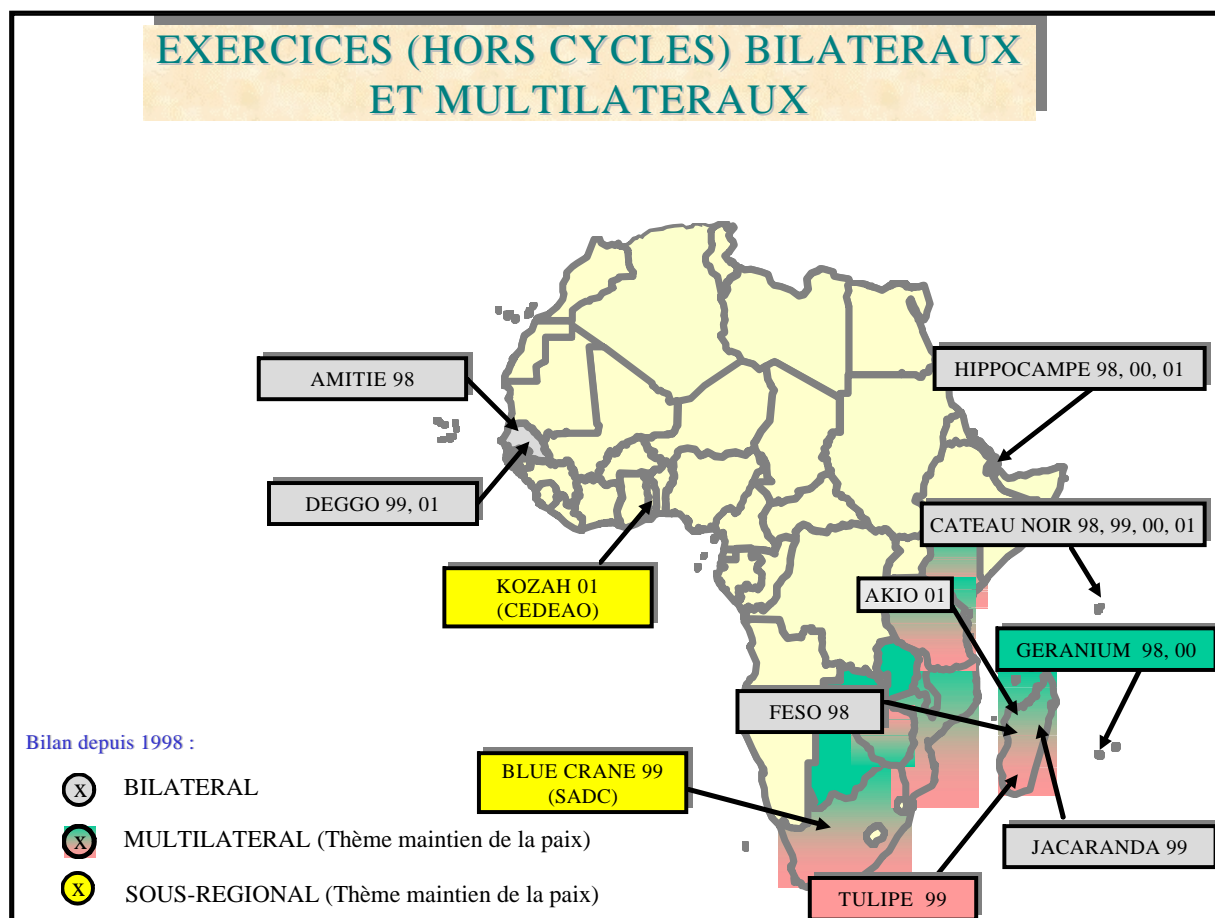 EXERCICES (HORS CYCLES) BILATERAUX
ET MULTILATERAUX
AMITIE 98
HIPPOCAMPE 98, 00, 01
DEGGO 99, 01
CATEAU NOIR 98, 99, 00, 01
KOZAH 01
(CEDEAO)
AKIO 01
GERANIUM 98, 00
FESO 98
BLUE CRANE 99
(SADC)
JACARANDA 99
TULIPE 99
Bilan depuis 1998 :
x BILATERAL
x MULTILATERAL (Thème maintien de la paix)
x SOUS-REGIONAL (Thème maintien de la paix)